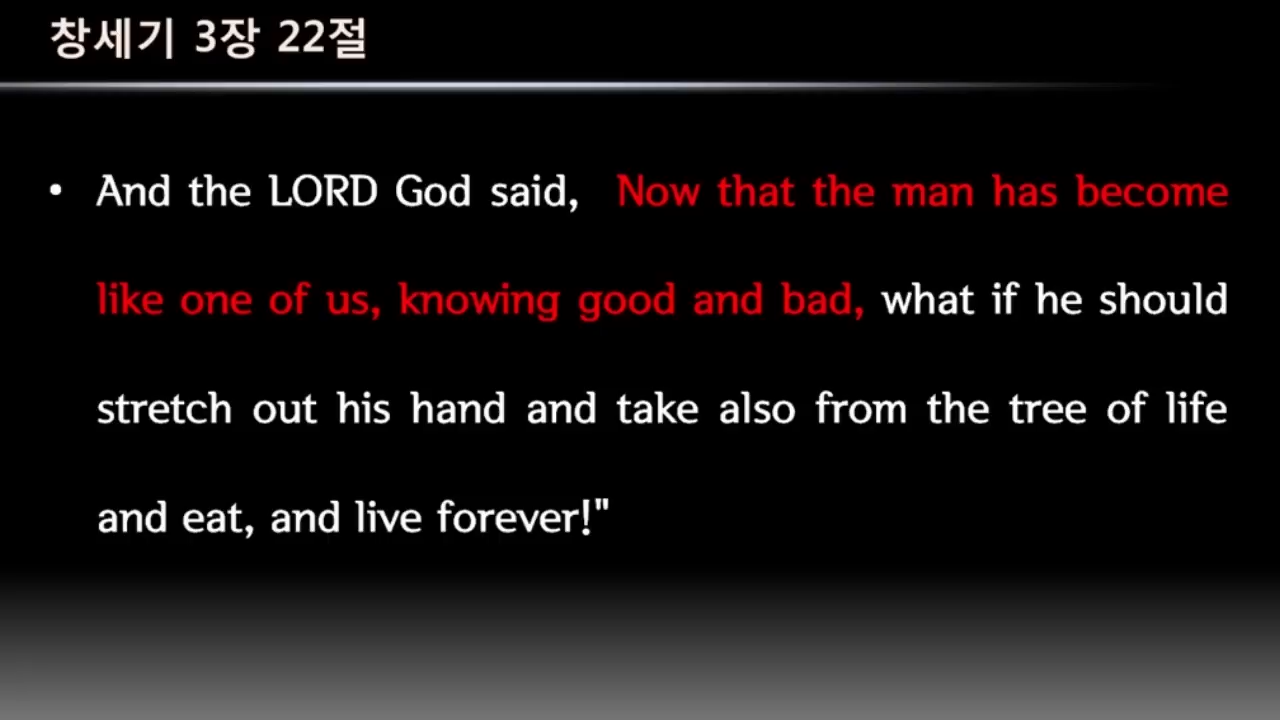 창세기 3장 22절
• And the LORD God said, Now that the man has become
like one of us, knowing good and bad, what if he should
stretch out his hand and take also from the tree of life
and eat, and live forever!"